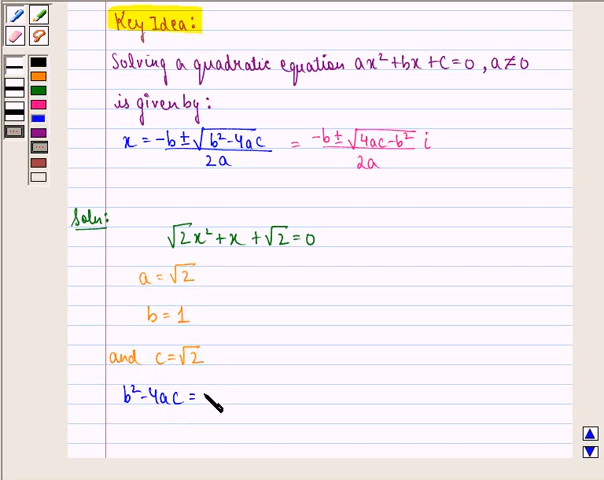 Key Idea:
Solving a quadratic equation ax²+bx+c=0, a≠0
is given by:
x = -b±√(b²-4ac)/2a = -b±√(4ac-b²) i/2a
Soln:
√2x²+x+√2=0
a=√2
b=1
and c=√2
b²-4ac=